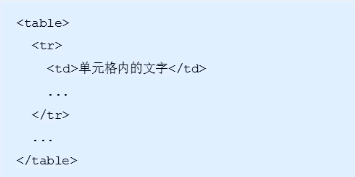 <table>
<tr>
<td>单元格内的文字</td>
...
</tr>
...
</table>